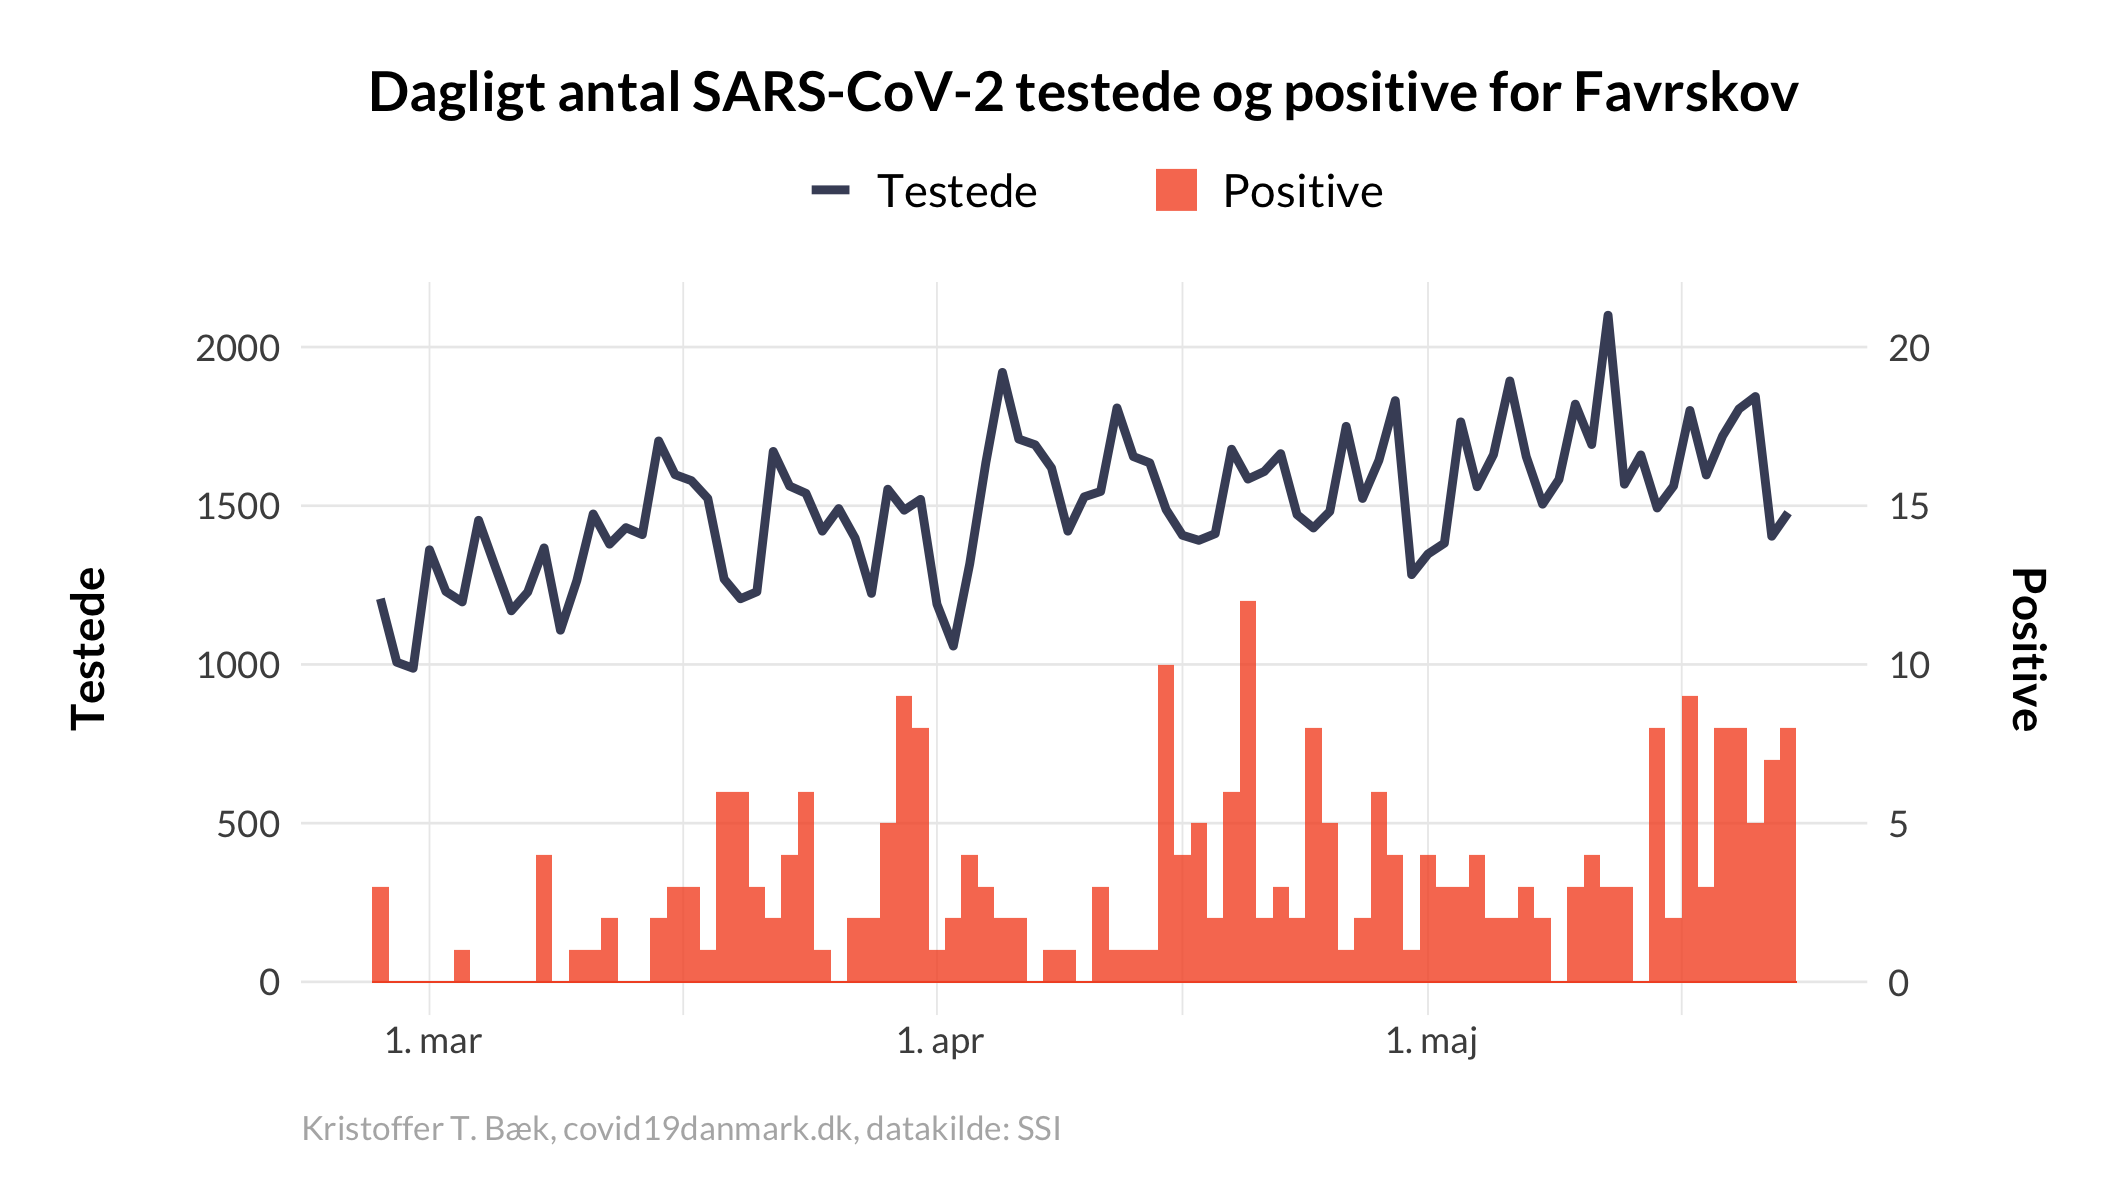 Dagligt antal SARS-CoV-2 testede og positive for Favrskov
Testede
Positive
2000
1500
1000
500
0
Testede
20
15
10
5
0
Positive
1. mar
1. apr
1. maj
Kristoffer T. Bæk, covid19danmark.dk, datakilde: SSI